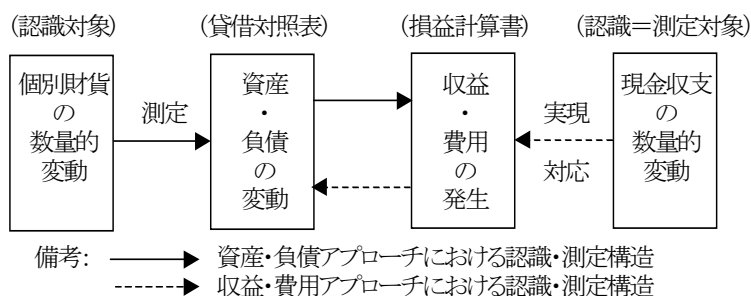 (認識対象)
(貸借対照表)
(損益計算書)
(認識=測定対象)
個別財貨
の
数量的
変動
測定
資産
・
負債
の
変動
収益
・
費用
の
発生
実現
対応
現金収支
の
数量的
変動
備考:
資産・負債アプローチにおける認識・測定構造
収益・費用アプローチにおける認識・測定構造